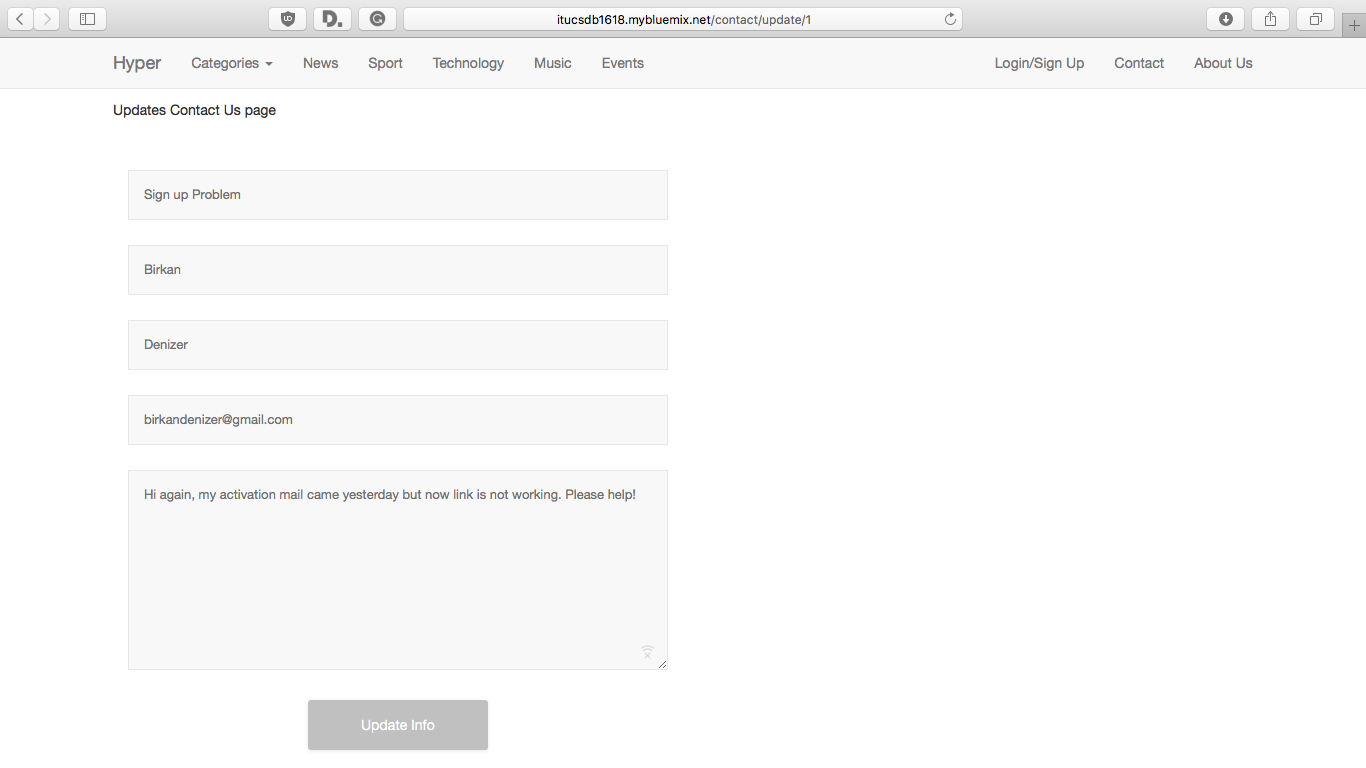 itucsdb1618.mybluemix.net/contact/update/1
Hyper Categories News Sport Technology Music Events Login/Sign Up Contact About Us
Updates Contact Us page
Sign up Problem
Birkan
Denizer
birkandenizer@gmail.com
Hi again, my activation mail came yesterday but now link is not working. Please help!
Update Info